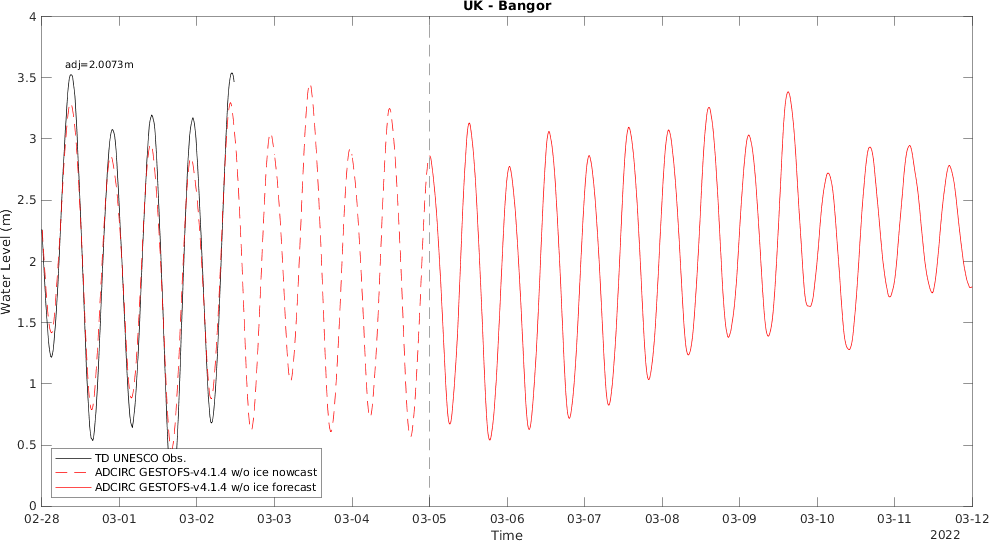 UK - Bangor
4
adj=2.0073m
3.5
3
2.5
2
1.5
1
0.5
0
Water Level (m)
TD UNESCO Obs.
ADCIRC GESTOFS-v4.1.4 w/o ice nowcast
ADCIRC GESTOFS-v4.1.4 w/o ice forecast
02-28 03-01 03-02 03-03 03-04 03-05 03-06 03-07 03-08 03-09 03-10 03-11 03-12
Time
2022